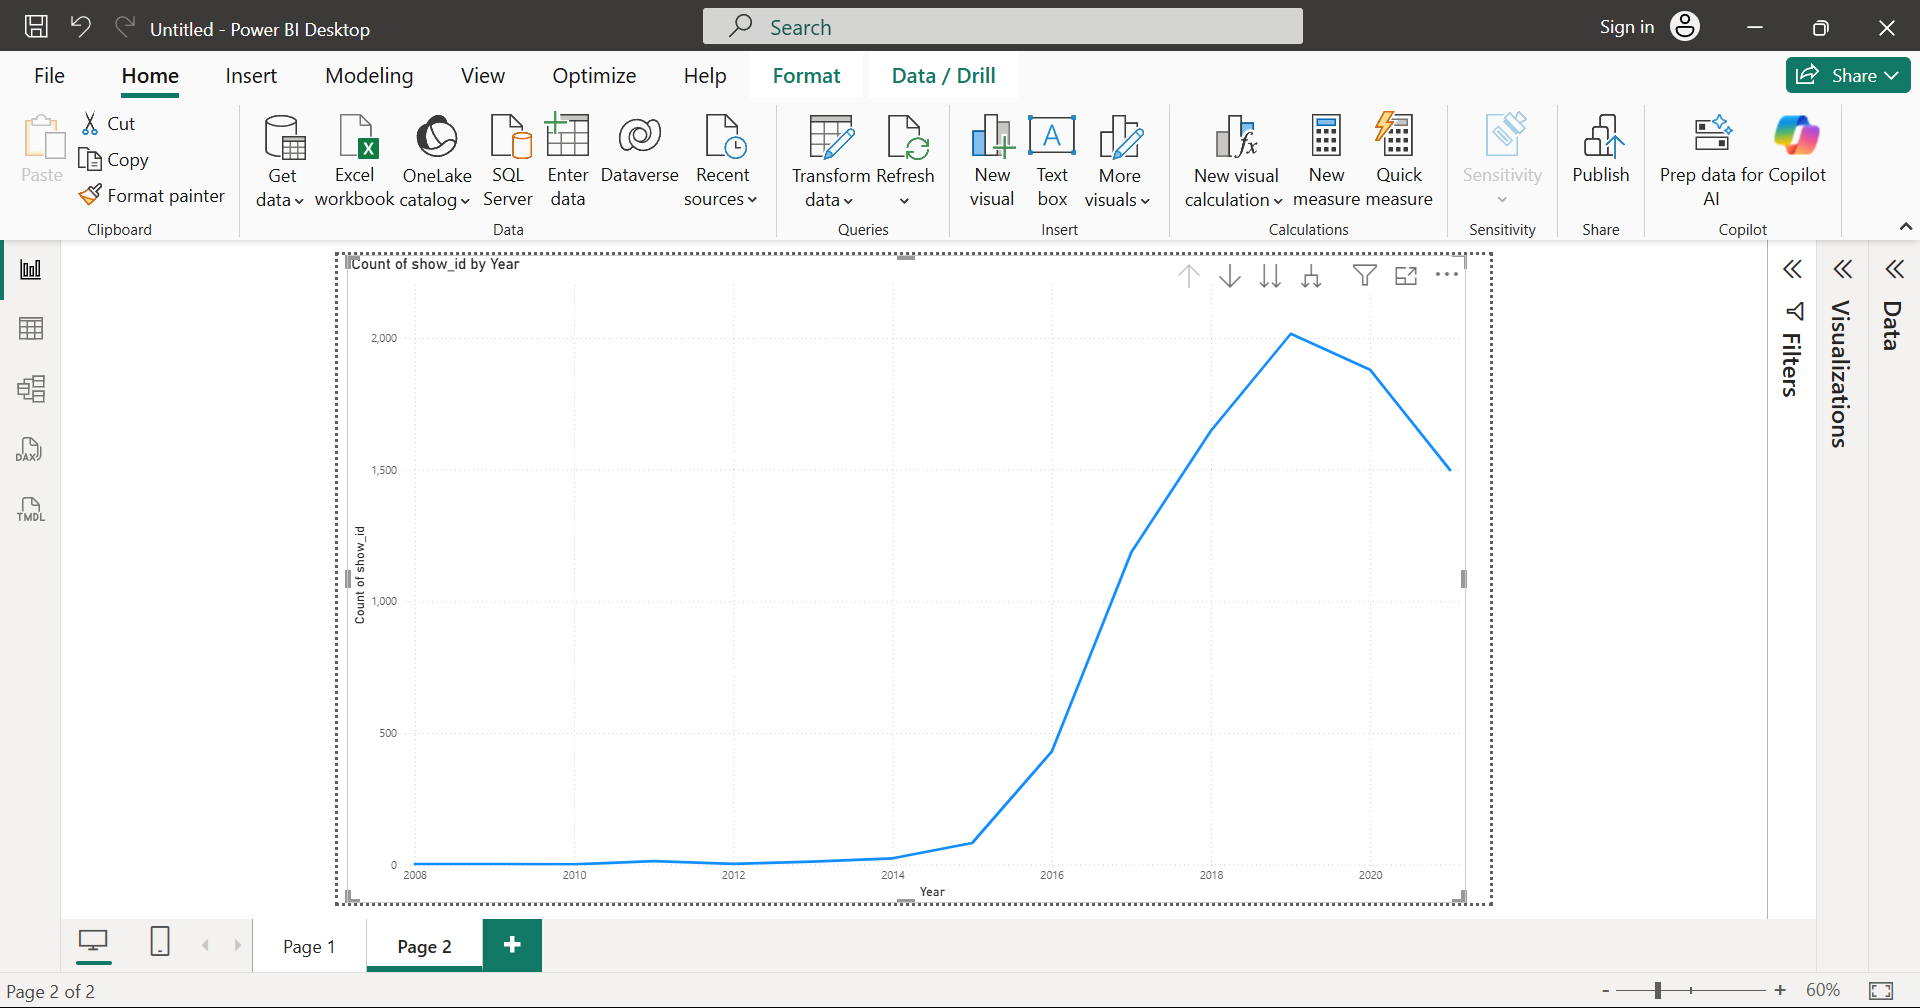 Untitled - Power BI Desktop
Search
Sign in
File
Home
Insert
Modeling
View
Optimize
Help
Format
Data / Drill
Share
Paste
Cut
Copy
Format painter
Clipboard
Get
data
Excel
workbook
OneLake
catalog
SQL
Server
Enter
data
Dataverse
Recent
sources
Data
Transform
data
Refresh
Queries
New
visual
Text
box
More
visuals
Insert
New visual
calculation
New
measure
Quick
measure
Calculations
Sensitivity
Sensitivity
Publish
Share
Prep data for
AI
Copilot
Copilot
DAX
TMDL
Count of show_id by Year
2,000
1,500
1,000
500
0
Count of show_id
2008
2010
2012
2014
2016
2018
2020
Year
Filters
Visualizations
Data
Page 1
Page 2
Page 2 of 2
60%